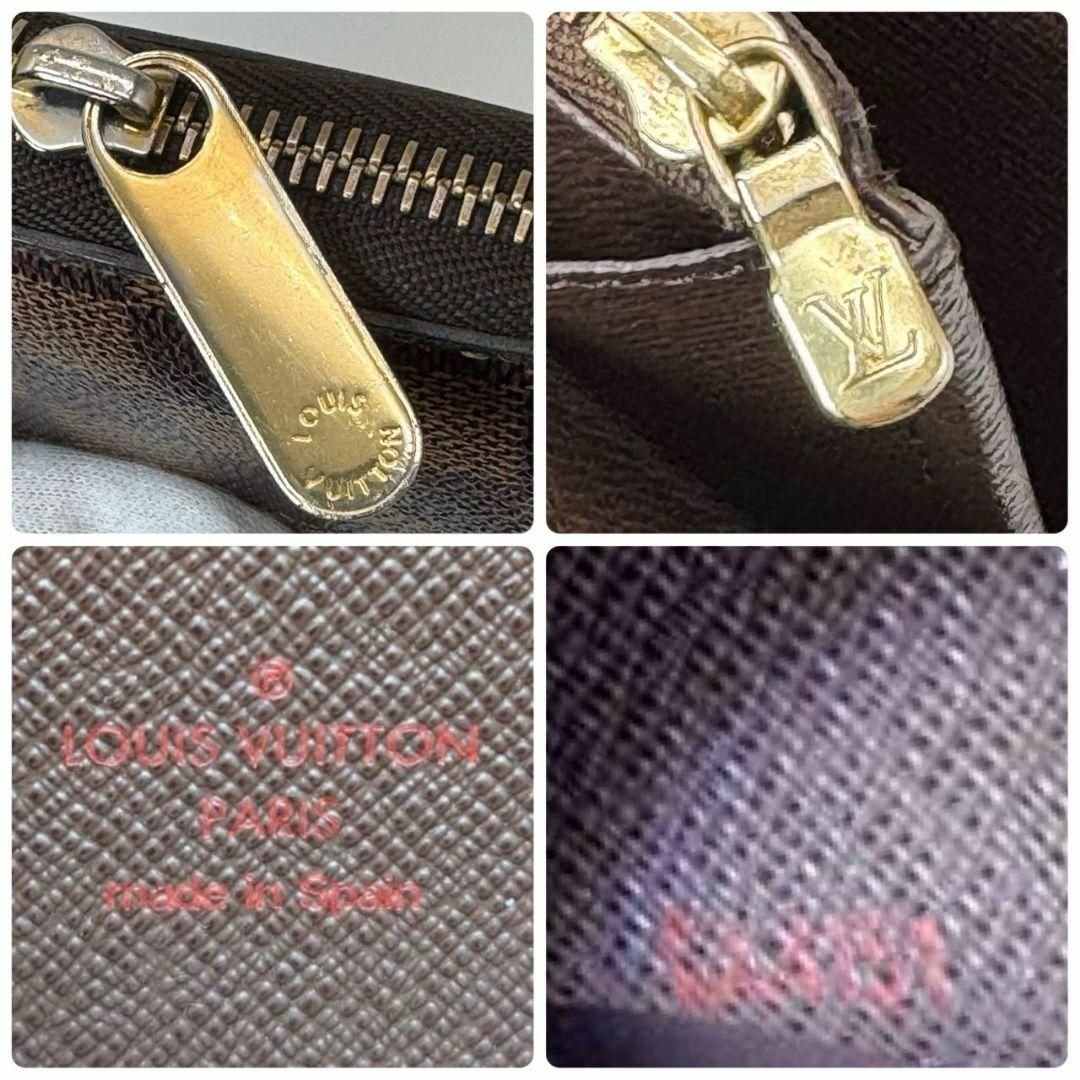 LOUIS
VUITTON
LV
®
LOUIS VUITTON
PARIS
made in Spain